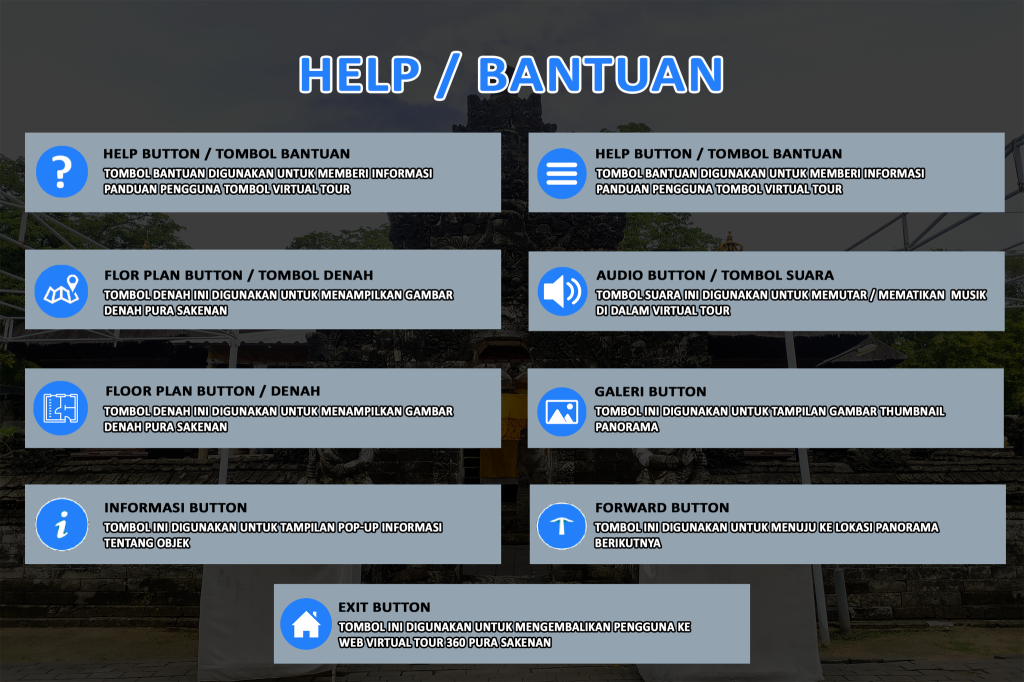 HELP / BANTUAN
HELP BUTTON / TOMBOL BANTUAN
TOMBOL BANTUAN DIGUNAKAN UNTUK MEMBERI INFORMASI
PANDUAN PENGGUNA TOMBOL VIRTUAL TOUR
HELP BUTTON / TOMBOL BANTUAN
TOMBOL BANTUAN DIGUNAKAN UNTUK MEMBERI INFORMASI
PANDUAN PENGGUNA TOMBOL VIRTUAL TOUR
FLOR PLAN BUTTON / TOMBOL DENAH
TOMBOL DENAH INI DIGUNAKAN UNTUK MENAMPILKAN GAMBAR
DENAH PURA SAKENAN
AUDIO BUTTON / TOMBOL SUARA
TOMBOL SUARA INI DIGUNAKAN UNTUK MEMUTAR / MEMATIKAN MUSIK
DI DALAM VIRTUAL TOUR
FLOOR PLAN BUTTON / DENAH
TOMBOL DENAH INI DIGUNAKAN UNTUK MENAMPILKAN GAMBAR
DENAH PURA SAKENAN
GALERI BUTTON
TOMBOL INI DIGUNAKAN UNTUK TAMPILAN GAMBAR THUMBNAIL
PANORAMA
INFORMASI BUTTON
TOMBOL INI DIGUNAKAN UNTUK TAMPILAN POP-UP INFORMASI
TENTANG OBJEK
FORWARD BUTTON
TOMBOL INI DIGUNAKAN UNTUK MENUJU KE LOKASI PANORAMA
BERIKUTNYA
EXIT BUTTON
TOMBOL INI DIGUNAKAN UNTUK MENGEMBALIKAN PENGGUNA KE
WEB VIRTUAL TOUR 360 PURA SAKENAN